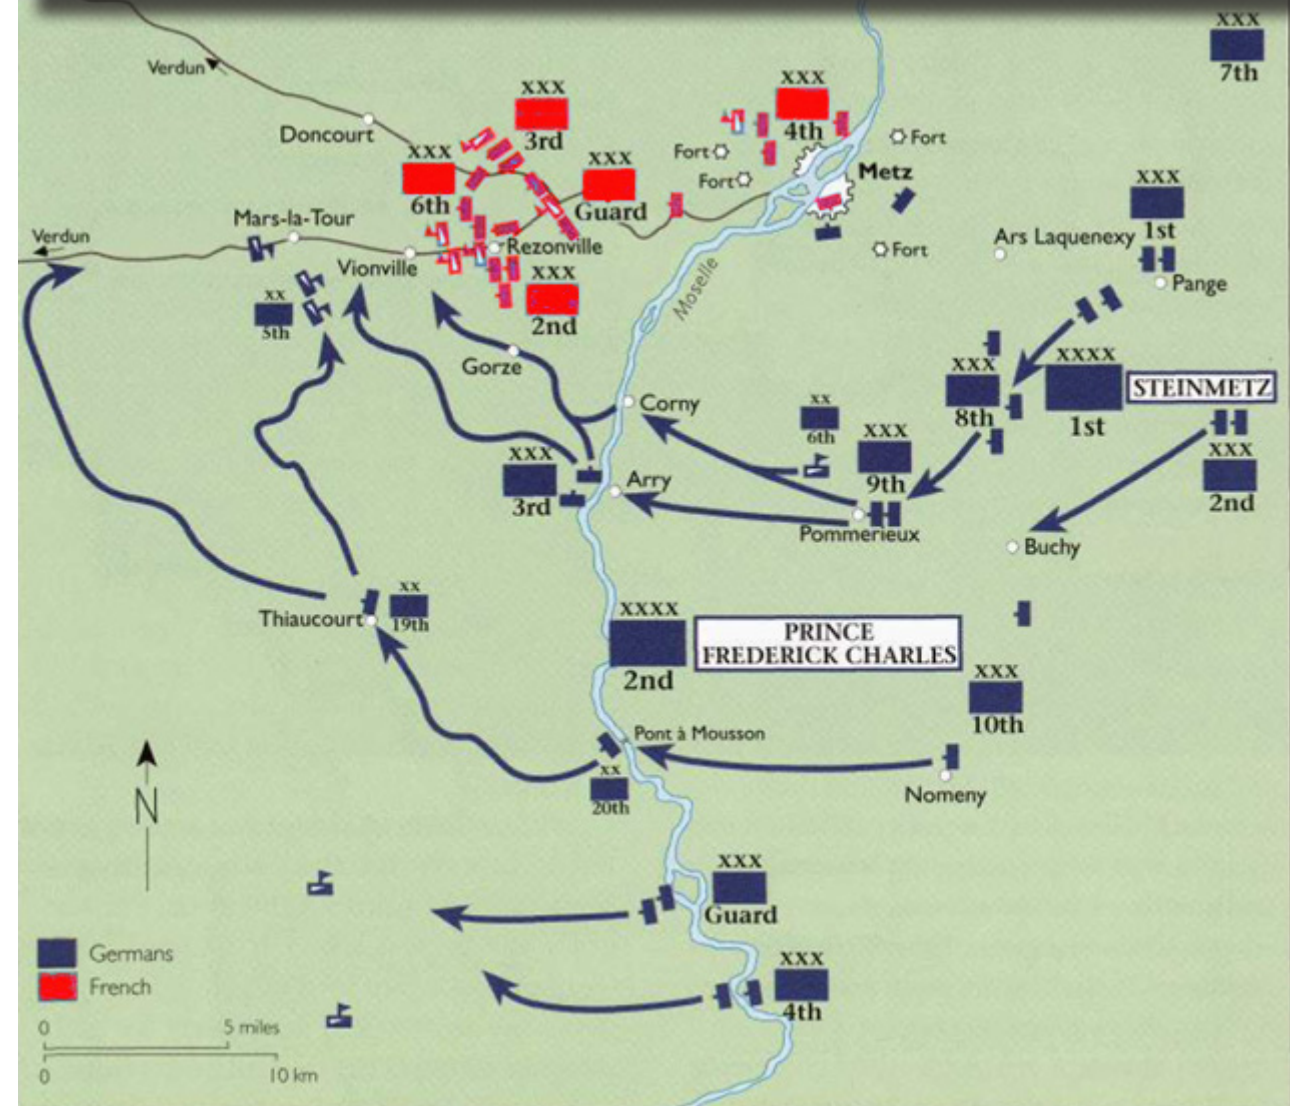 XXX
7th
Verdun
XXX
3rd
XXX
4th
Doncourt
Fort
Fort
Fort
XXX
6th
XXX
Guard
Metz
XXX
1st
Mars-la-Tour
Verdun
Vionville
Rezonville
Fort
Ars Laquenexy
Pange
Moselle
XX
5th
XXX
2nd
Gorze
Corny
XX
6th
XXX
8th
XXXX
1st
STEINMETZ
XXX
3rd
Arry
XXX
9th
Pommerieux
XXX
2nd
Buchy
XX
19th
Thiaucourt
XXXX
2nd
PRINCE
FREDERICK CHARLES
XXX
10th
Pont à Mousson
XX
20th
Nomeny
N
XXX
Guard
XXX
4th
Germans
French
0 5 miles
0 10 km